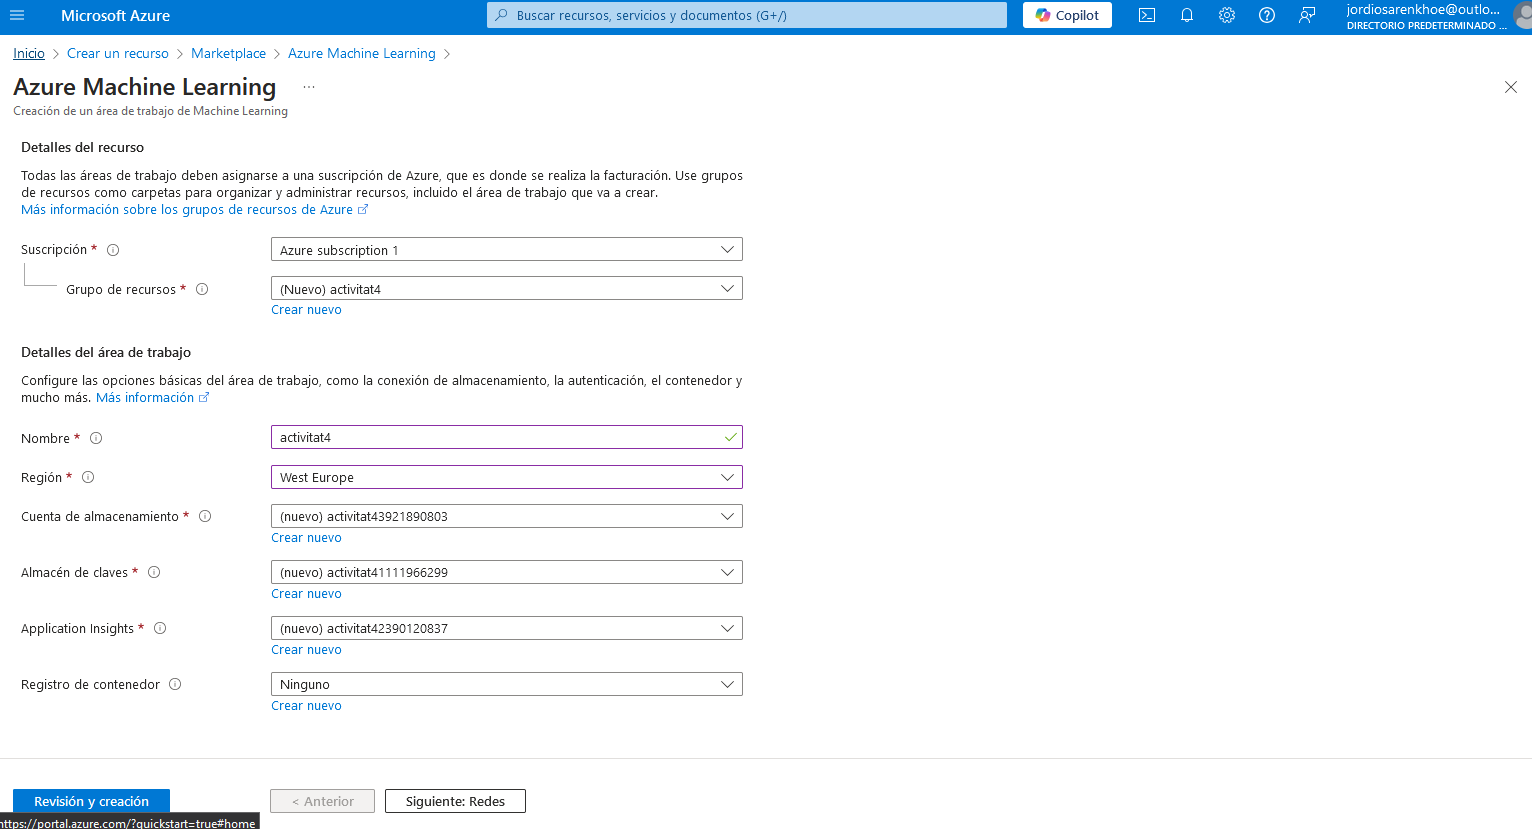 Microsoft Azure
Buscar recursos, servicios y documentos (G+/)
Copilot
jordiosarenkhoe@outlo...
DIRECTORIO PREDETERMINADO ...
Inicio > Crear un recurso > Marketplace > Azure Machine Learning >
Azure Machine Learning ...
Creación de un área de trabajo de Machine Learning
Detalles del recurso
Todas las áreas de trabajo deben asignarse a una suscripción de Azure, que es donde se realiza la facturación. Use grupos
de recursos como carpetas para organizar y administrar recursos, incluido el área de trabajo que va a crear.
Más información sobre los grupos de recursos de Azure
Suscripción *
Azure subscription 1
Grupo de recursos *
(Nuevo) activitat4
Crear nuevo
Detalles del área de trabajo
Configure las opciones básicas del área de trabajo, como la conexión de almacenamiento, la autenticación, el contenedor y
mucho más. Más información
Nombre *
activitat4
Región *
West Europe
Cuenta de almacenamiento *
(nuevo) activitat43921890803
Crear nuevo
Almacén de claves *
(nuevo) activitat41111966299
Crear nuevo
Application Insights *
(nuevo) activitat42390120837
Crear nuevo
Registro de contenedor
Ninguno
Crear nuevo
Revisión y creación
< Anterior
Siguiente: Redes
https://portal.azure.com/?quickstart=true#home